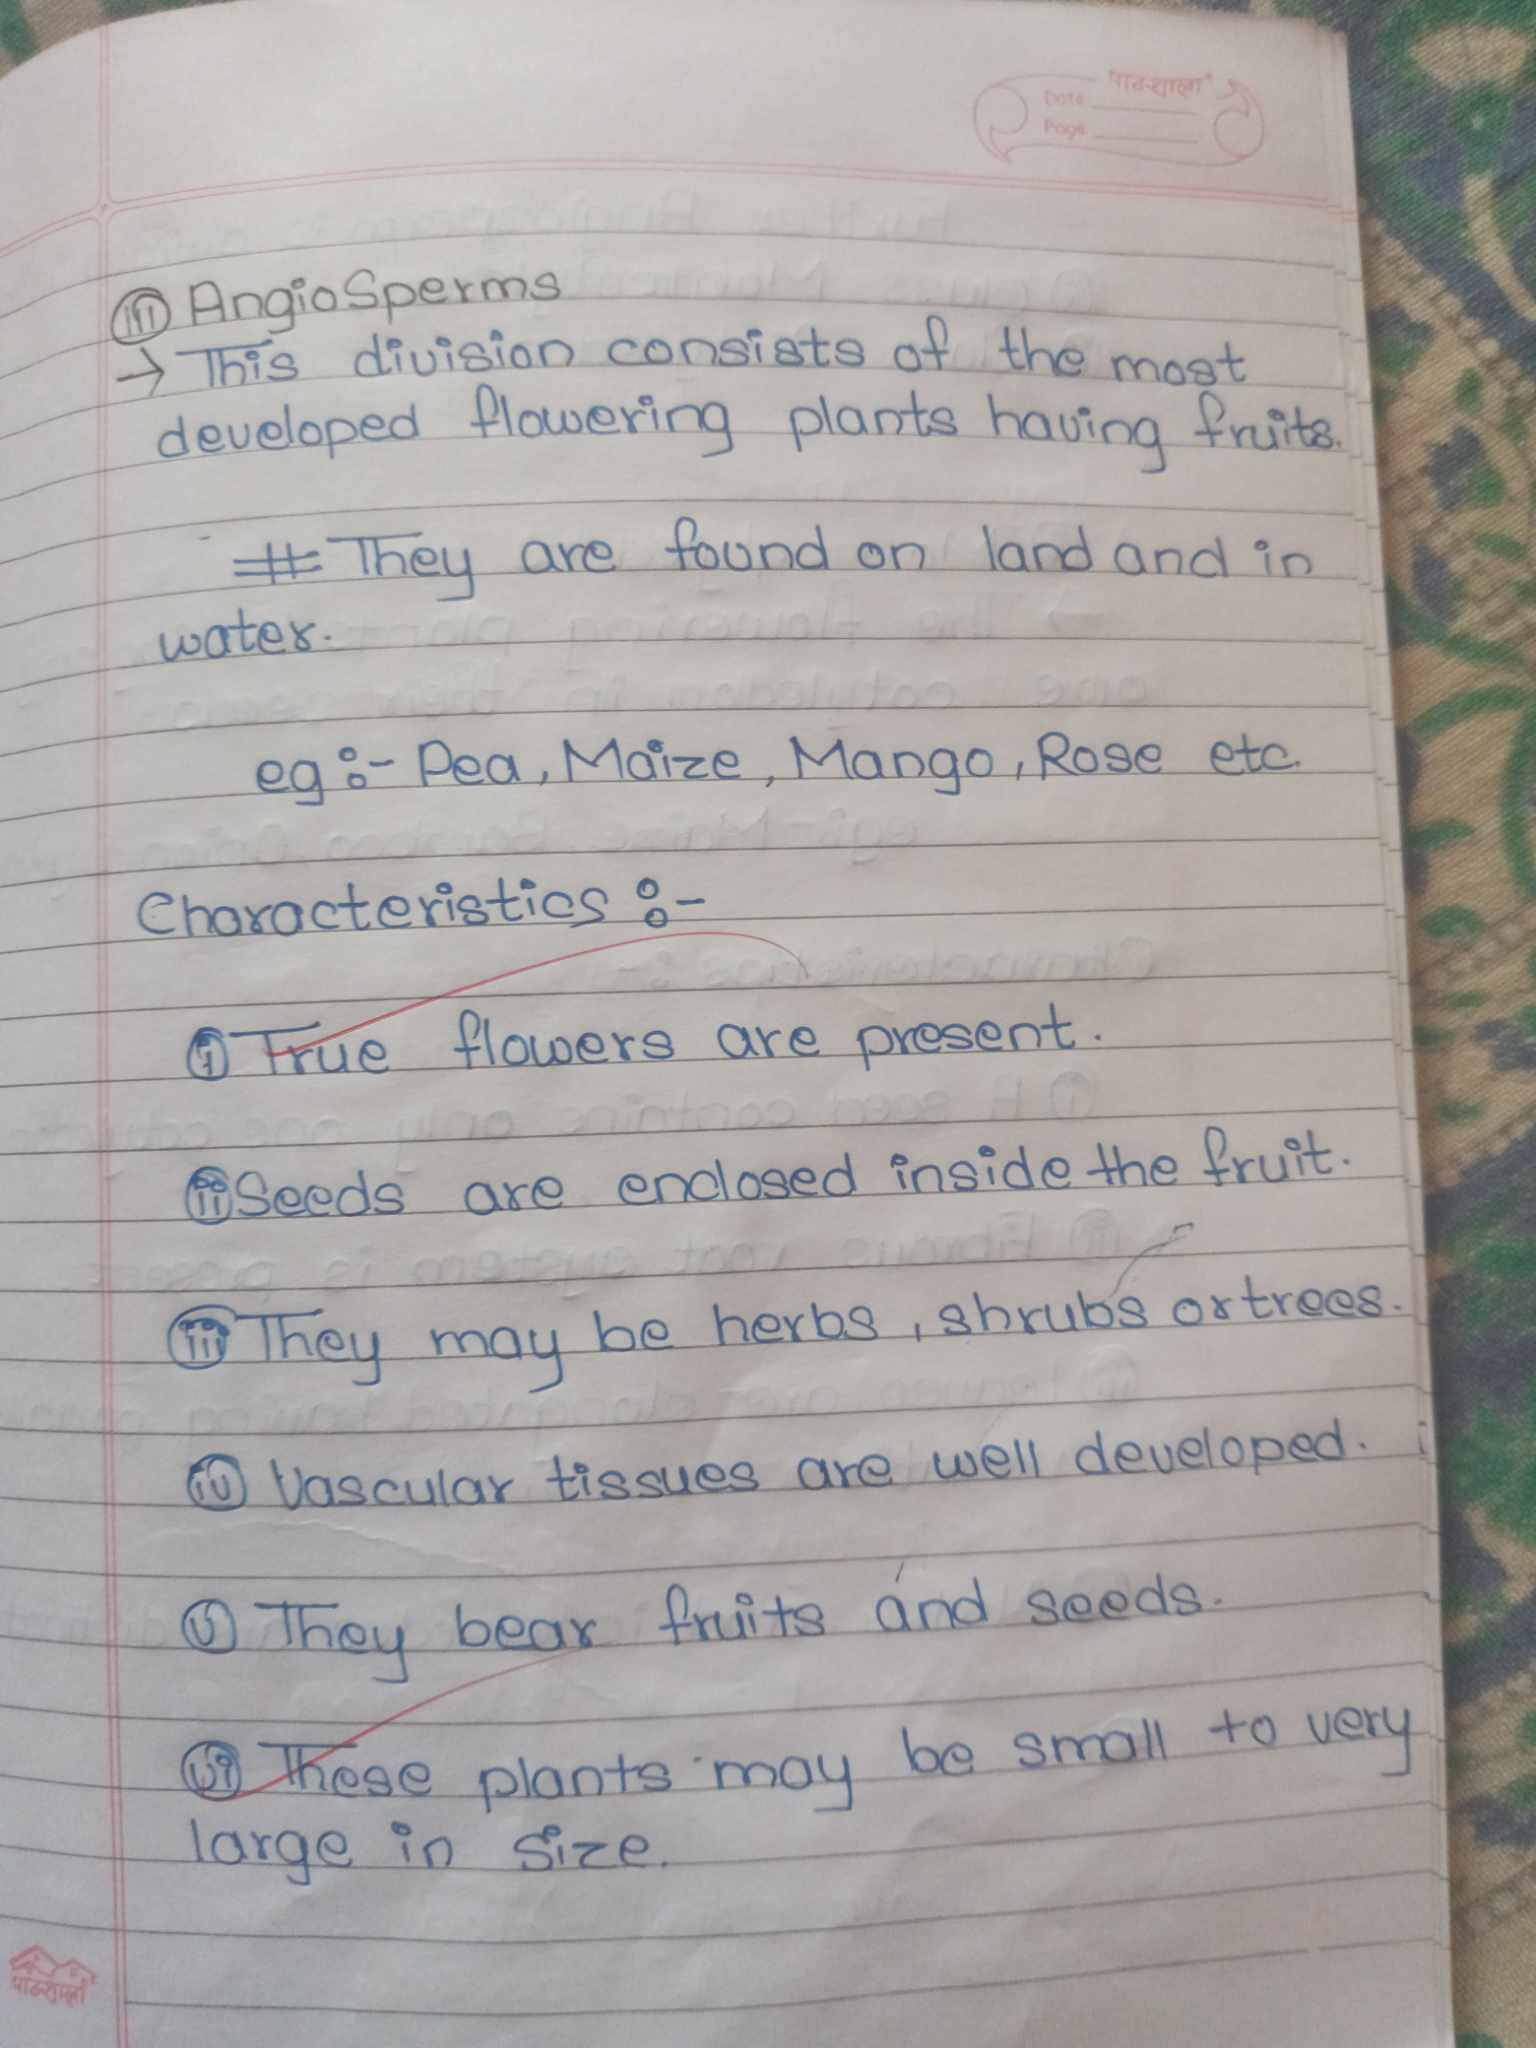 पाठशाला
Date
Page
(iii) AngioSperms
→ This division consists of the most
developed flowering plants having fruits.
# They are found on land and in
water.
eg :- Pea, Maize, Mango, Rose etc.
Characteristics :-
(i) True flowers are present.
(ii) Seeds are enclosed inside the fruit.
(iii) They may be herbs, shrubs or trees.
(iv) Vascular tissues are well developed.
(v) They bear fruits and seeds.
(vi) These plants may be small to very
large in size.
पाठशाला